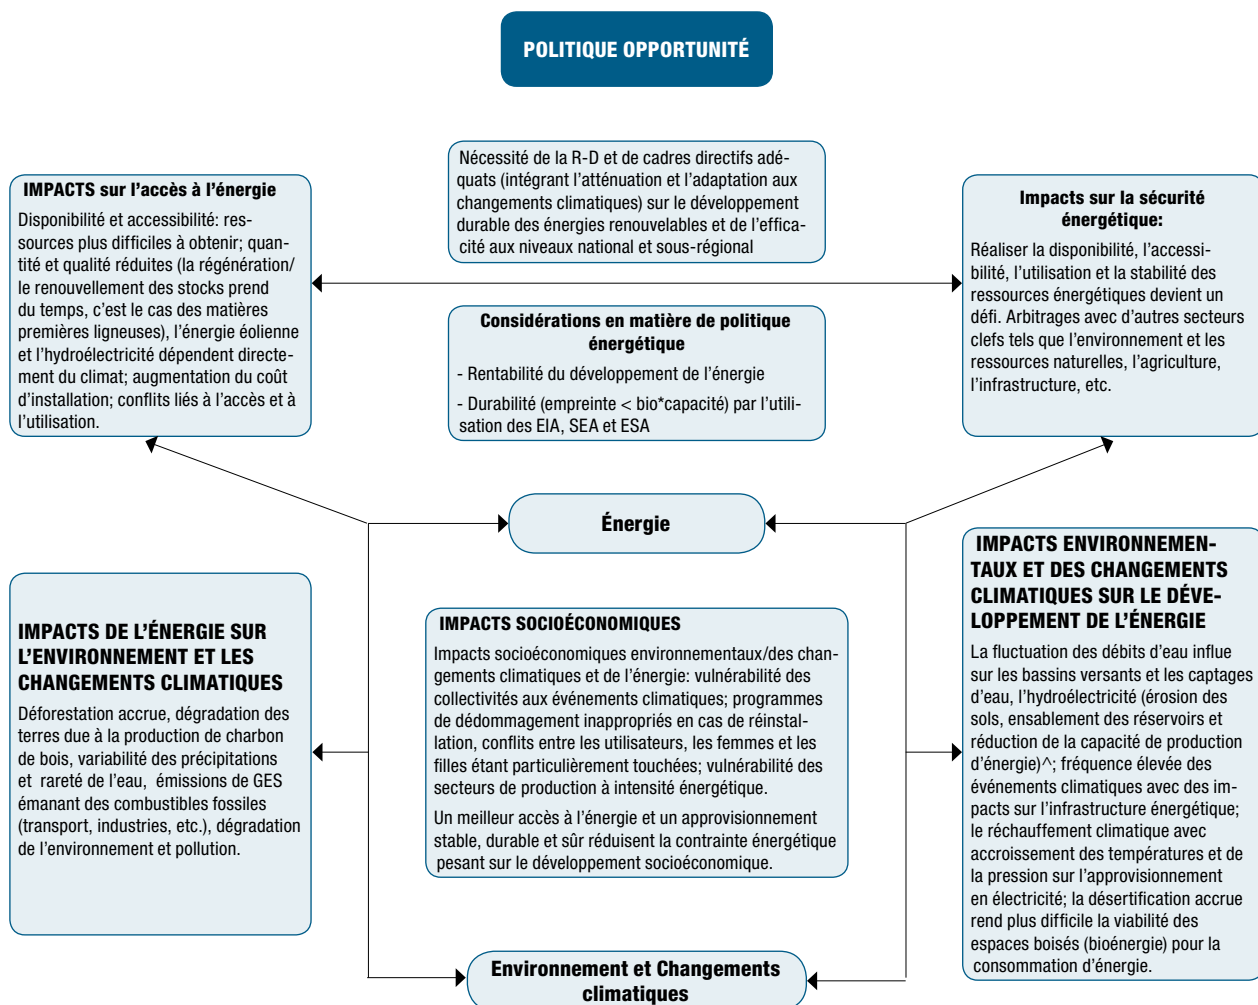 POLITIQUE OPPORTUNITÉ
Nécessité de la R-D et de cadres directifs adé-
quats (intégrant l’atténuation et l’adaptation aux
changements climatiques) sur le développement
durable des énergies renouvelables et de l’effica-
cité aux niveaux national et sous-régional
IMPACTS sur l’accès à l’énergie
Disponibilité et accessibilité: res-
sources plus difficiles à obtenir; quan-
tité et qualité réduites (la régénération/
le renouvellement des stocks prend
du temps, c’est le cas des matières
premières ligneuses), l’énergie éolienne
et l’hydroélectricité dépendent directe-
ment du climat; augmentation du coût
d’installation; conflits liés à l’accès et à
l’utilisation.
Impacts sur la sécurité
énergétique:
Réaliser la disponibilité, l’accessi-
bilité, l’utilisation et la stabilité des
ressources énergétiques devient un
défi. Arbitrages avec d’autres secteurs
clefs tels que l’environnement et les
ressources naturelles, l’agriculture,
l’infrastructure, etc.
Considérations en matière de politique
énergétique
- Rentabilité du développement de l’énergie
- Durabilité (empreinte < bio*capacité) par l’utili-
sation des EIA, SEA et ESA
Énergie
IMPACTS DE L’ÉNERGIE SUR
L’ENVIRONNEMENT ET LES
CHANGEMENTS CLIMATIQUES
Déforestation accrue, dégradation des
terres due à la production de charbon
de bois, variabilité des précipitations
et rareté de l’eau, émissions de GES
émanant des combustibles fossiles
(transport, industries, etc.), dégradation
de l’environnement et pollution.
IMPACTS SOCIOÉCONOMIQUES
Impacts socioéconomiques environnementaux/des chan-
gements climatiques et de l’énergie: vulnérabilité des
collectivités aux événements climatiques; programmes
de dédommagement inappropriés en cas de réinstal-
lation, conflits entre les utilisateurs, les femmes et les
filles étant particulièrement touchées; vulnérabilité des
secteurs de production à intensité énergétique.
Un meilleur accès à l’énergie et un approvisionnement
stable, durable et sûr réduisent la contrainte énergétique
pesant sur le développement socioéconomique.
IMPACTS ENVIRONNEMEN-
TAUX ET DES CHANGEMENTS
CLIMATIQUES SUR LE DÉVE-
LOPPEMENT DE L’ÉNERGIE
La fluctuation des débits d’eau influe
sur les bassins versants et les captages
d’eau, l’hydroélectricité (érosion des
sols, ensablement des réservoirs et
réduction de la capacité de production
d’énergie)^; fréquence élevée des
événements climatiques avec des im-
pacts sur l’infrastructure énergétique;
le réchauffement climatique avec
accroissement des températures et de
la pression sur l’approvisionnement
en électricité; la désertification accrue
rend plus difficile la viabilité des
espaces boisés (bioénergie) pour la
consommation d’énergie.
Environnement et Changements
climatiques